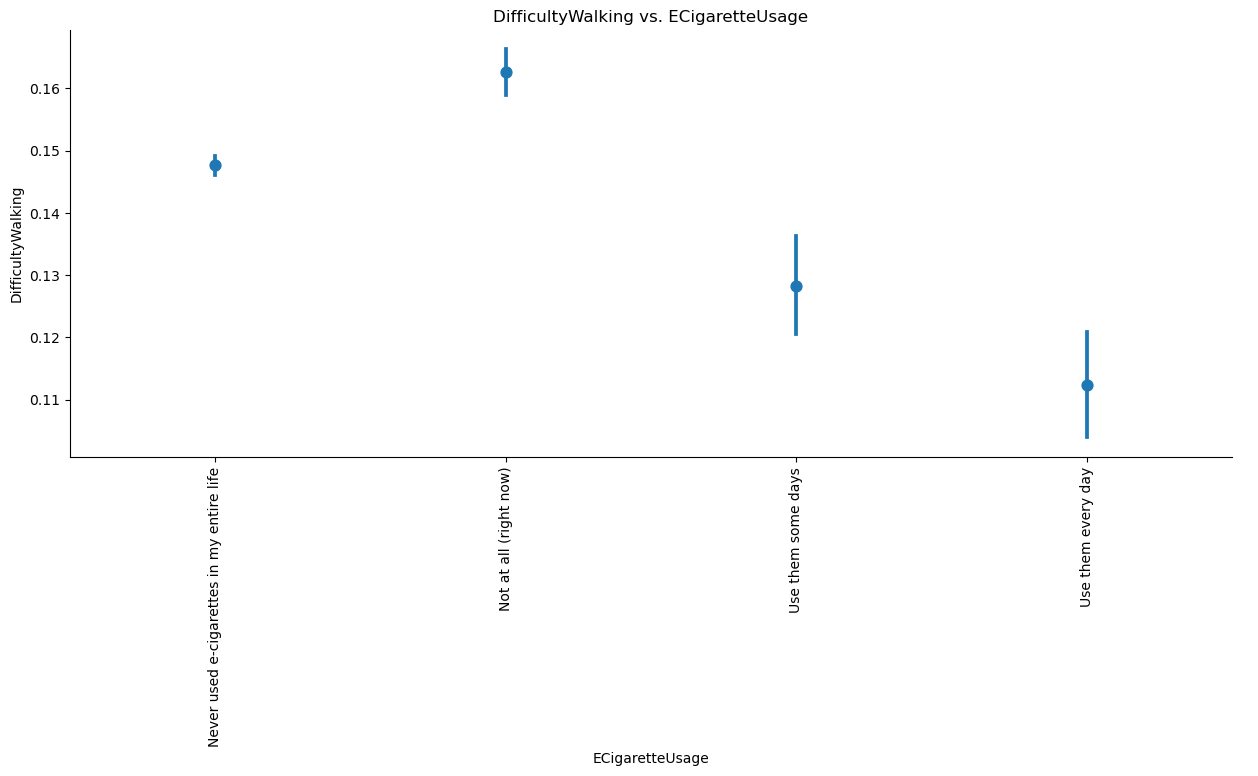 DifficultyWalking vs. ECigaretteUsage
DifficultyWalking
0.16
0.15
0.14
0.13
0.12
0.11
Never used e-cigarettes in my entire life
Not at all (right now)
Use them some days
Use them every day
ECigaretteUsage